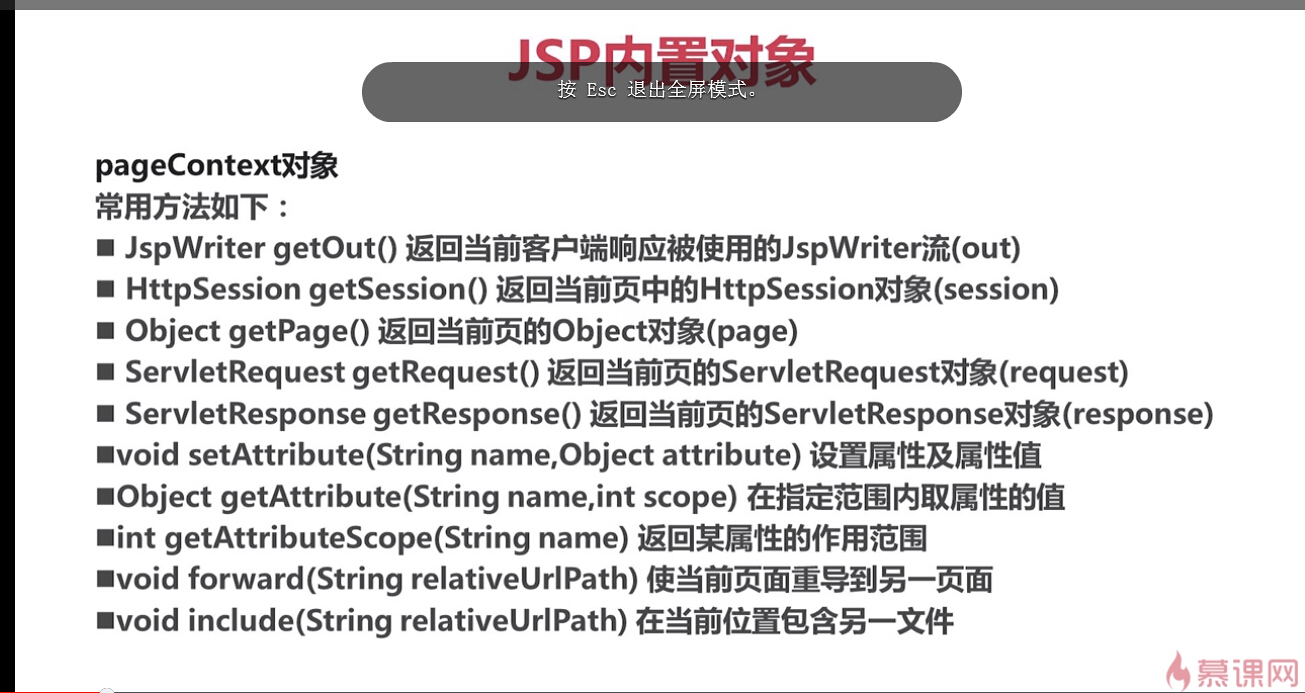 JSP内置对象
按 Esc 退出全屏模式。
pageContext对象
常用方法如下：
■ JspWriter getOut() 返回当前客户端响应被使用的JspWriter流(out)
■ HttpSession getSession() 返回当前页中的HttpSession对象(session)
■ Object getPage() 返回当前页的Object对象(page)
■ ServletRequest getRequest() 返回当前页的ServletRequest对象(request)
■ ServletResponse getResponse() 返回当前页的ServletResponse对象(response)
■void setAttribute(String name,Object attribute) 设置属性及属性值
■Object getAttribute(String name,int scope) 在指定范围内取属性的值
■int getAttributeScope(String name) 返回某属性的作用范围
■void forward(String relativeUrlPath) 使当前页面重导到另一页面
■void include(String relativeUrlPath) 在当前位置包含另一文件
慕课网